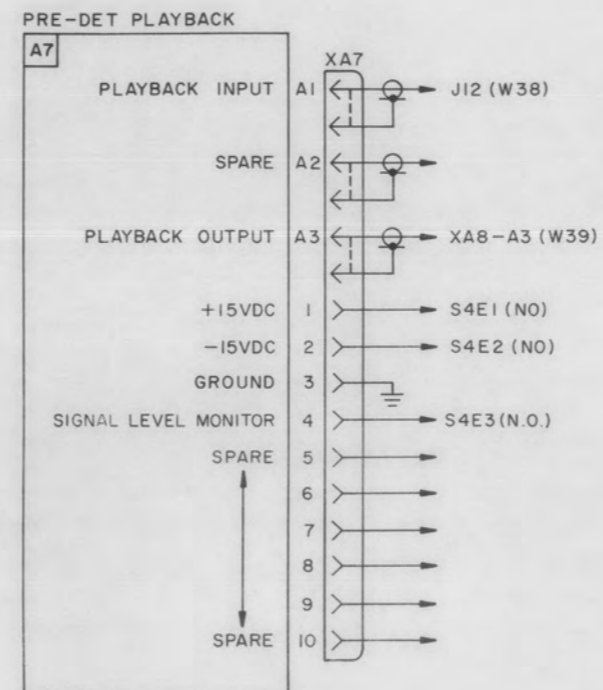 PRE-DET PLAYBACK
A7
XA7
PLAYBACK INPUT A1 J12 (W38)
SPARE A2
PLAYBACK OUTPUT A3 XA8-A3 (W39)
+15VDC 1 S4E1 (NO)
-15VDC 2 S4E2 (NO)
GROUND 3
SIGNAL LEVEL MONITOR 4 S4E3(N.O.)
SPARE 5
6
7
8
9
SPARE 10